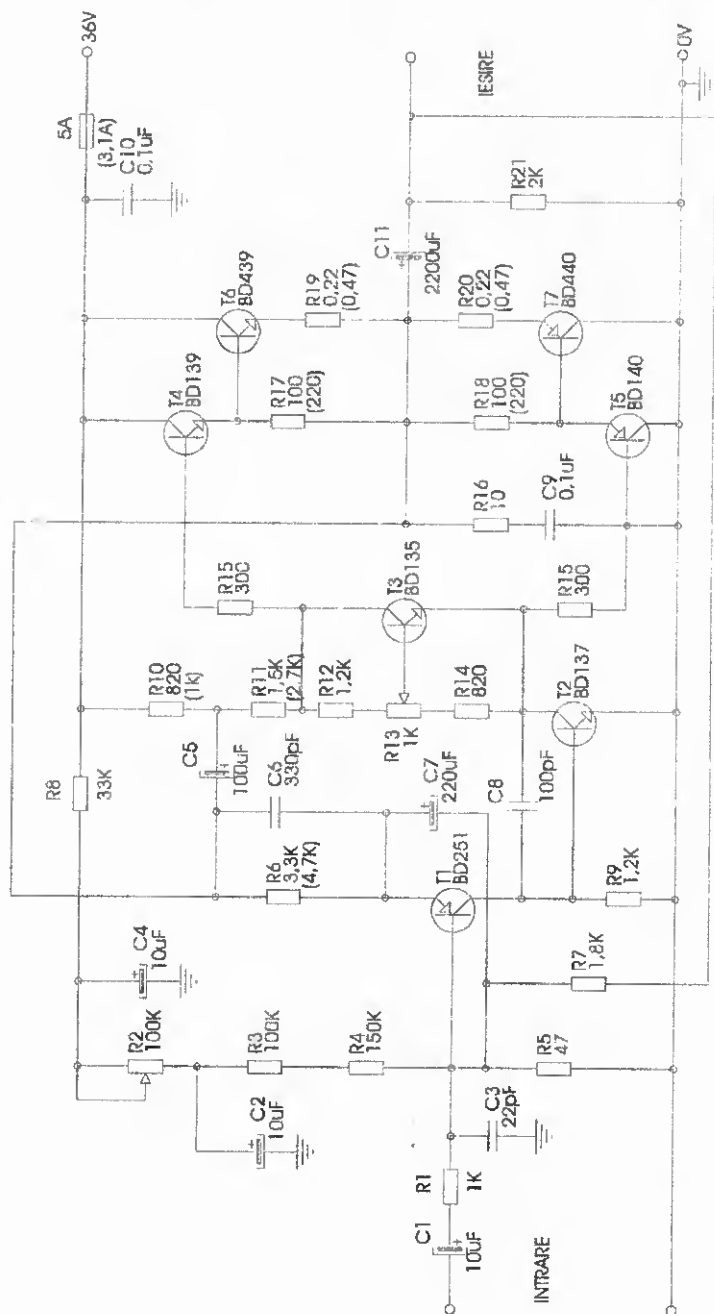 36V
5A
(3,1A)
C10
0,1uF
IESIRE
0V
R21
2K
C11
2200uF
T6
BD439
R19
0,22
(0,47)
R20
0,22
(0,47)
T7
BD440
T4
BD139
R17
100
(220)
R18
100
(220)
T5
BD140
R16
10
C9
0,1uF
R15
300
T3
BD135
R15
300
R10
820
(1K)
R11
1,5K
(2,7K)
R12
1,2K
R13
1K
R14
820
T2
BD137
R8
33K
C5
100uF
C6
330pF
C7
220uF
C8
100pF
R6
3,3K
(4,7K)
T1
BD251
R9
1,2K
C4
10uF
R7
1,8K
R2
100K
R3
100K
R4
150K
R5
47
C2
10uF
C3
22pF
R1
1K
C1
10uF
INTRARE